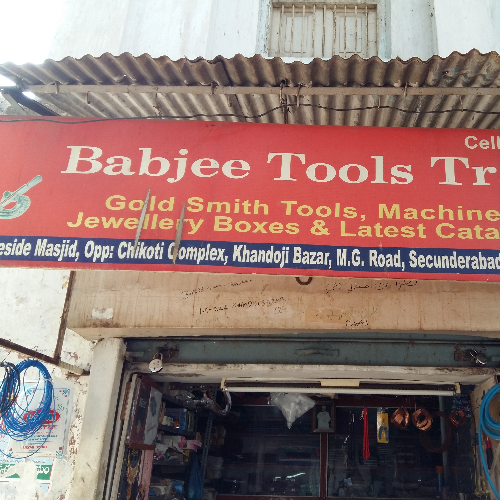 Cell
Babjee Tools Tr
Gold Smith Tools, Machine
Jewellery Boxes & Latest Cata
eside Masjid, Opp: Chikoti Complex, Khandoji Bazar, M.G. Road, Secunderabad